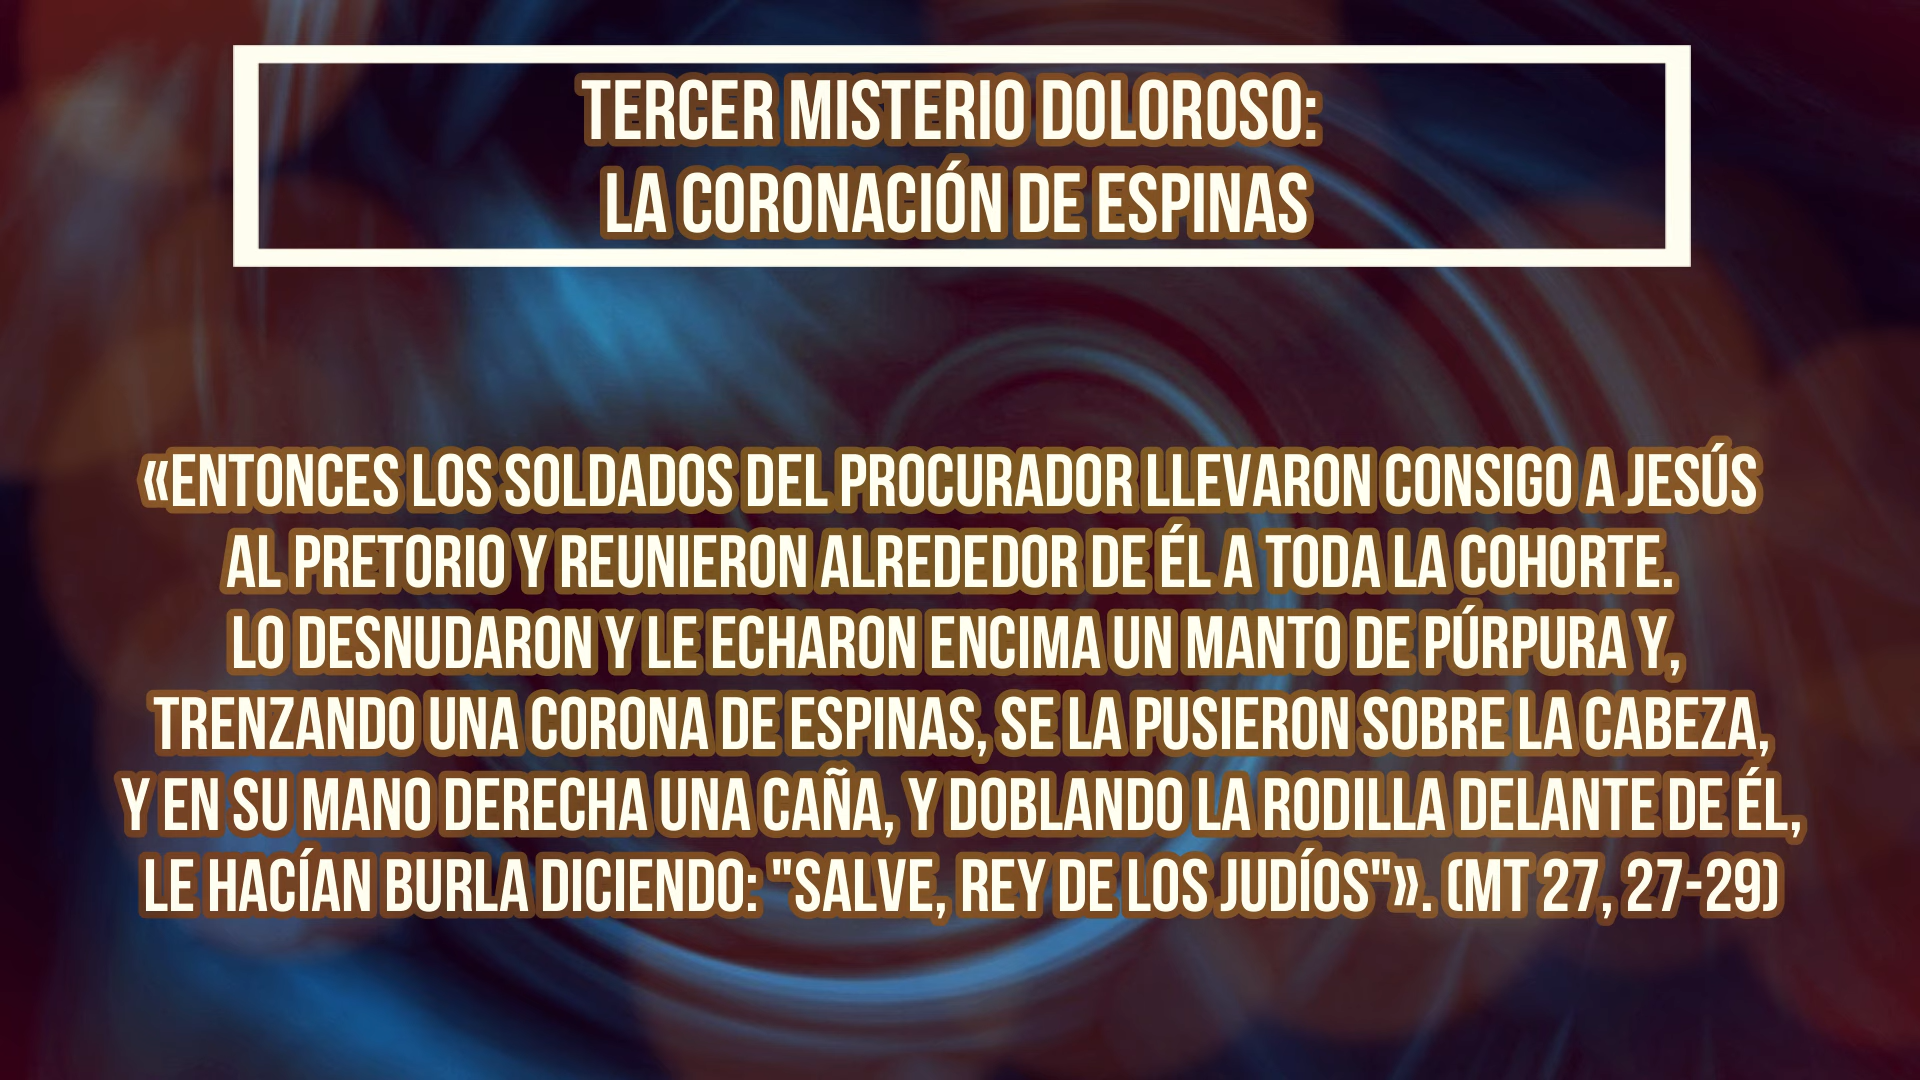 TERCER MISTERIO DOLOROSO:
LA CORONACIÓN DE ESPINAS
«ENTONCES LOS SOLDADOS DEL PROCURADOR LLEVARON CONSIGO A JESÚS
AL PRETORIO Y REUNIERON ALREDEDOR DE ÉL A TODA LA COHORTE.
LO DESNUDARON Y LE ECHARON ENCIMA UN MANTO DE PÚRPURA Y,
TRENZANDO UNA CORONA DE ESPINAS, SE LA PUSIERON SOBRE LA CABEZA,
Y EN SU MANO DERECHA UNA CAÑA, Y DOBLANDO LA RODILLA DELANTE DE ÉL,
LE HACÍAN BURLA DICIENDO: "SALVE, REY DE LOS JUDÍOS"». (MT 27, 27-29)